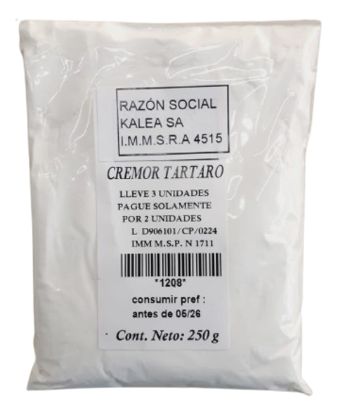 RAZÓN SOCIAL
KALEA SA
I.M.M.S.R.A 4515
CREMOR TARTARO
LLEVE 3 UNIDADES
PAGUE SOLAMENTE
POR 2 UNIDADES
L D906101/CP/0224
IMM M.S.P. N 1711
*1208*
consumir pref :
antes de 05/26
Cont. Neto: 250 g